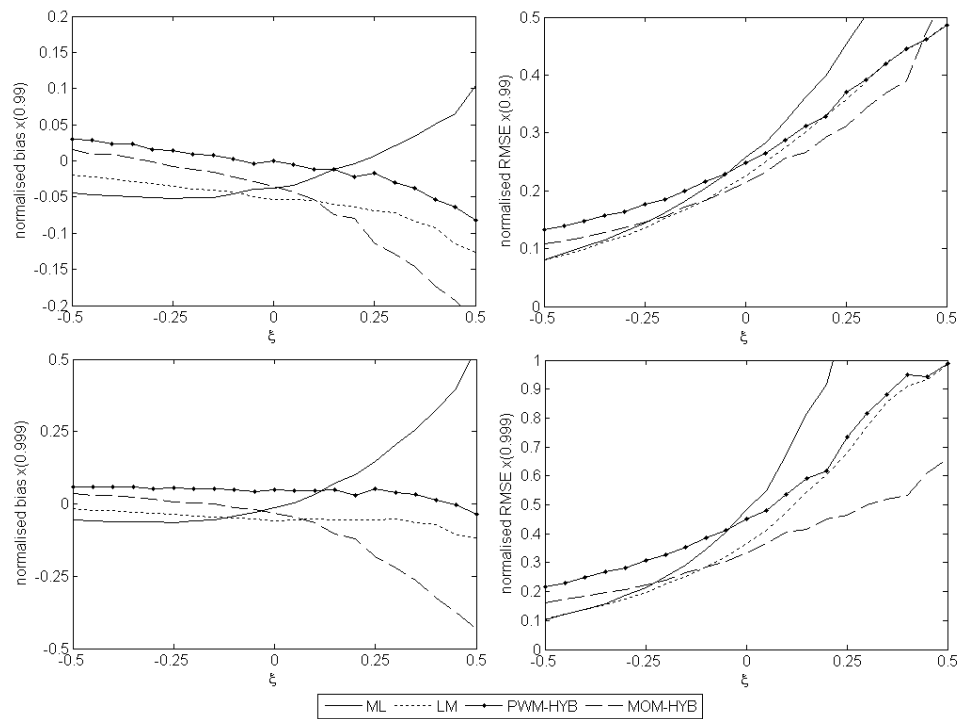 normalised bias x(0.99)
0.2
0.15
0.1
0.05
0
-0.05
-0.1
-0.15
-0.2
-0.5 -0.25 0 0.25 0.5
ξ
normalised RMSE x(0.99)
0.5
0.4
0.3
0.2
0.1
0
-0.5 -0.25 0 0.25 0.5
ξ
normalised bias x(0.999)
0.5
0.25
0
-0.25
-0.5
-0.5 -0.25 0 0.25 0.5
ξ
normalised RMSE x(0.999)
1
0.9
0.8
0.7
0.6
0.5
0.4
0.3
0.2
0.1
0
-0.5 -0.25 0 0.25 0.5
ξ
ML LM PWM-HYB MOM-HYB